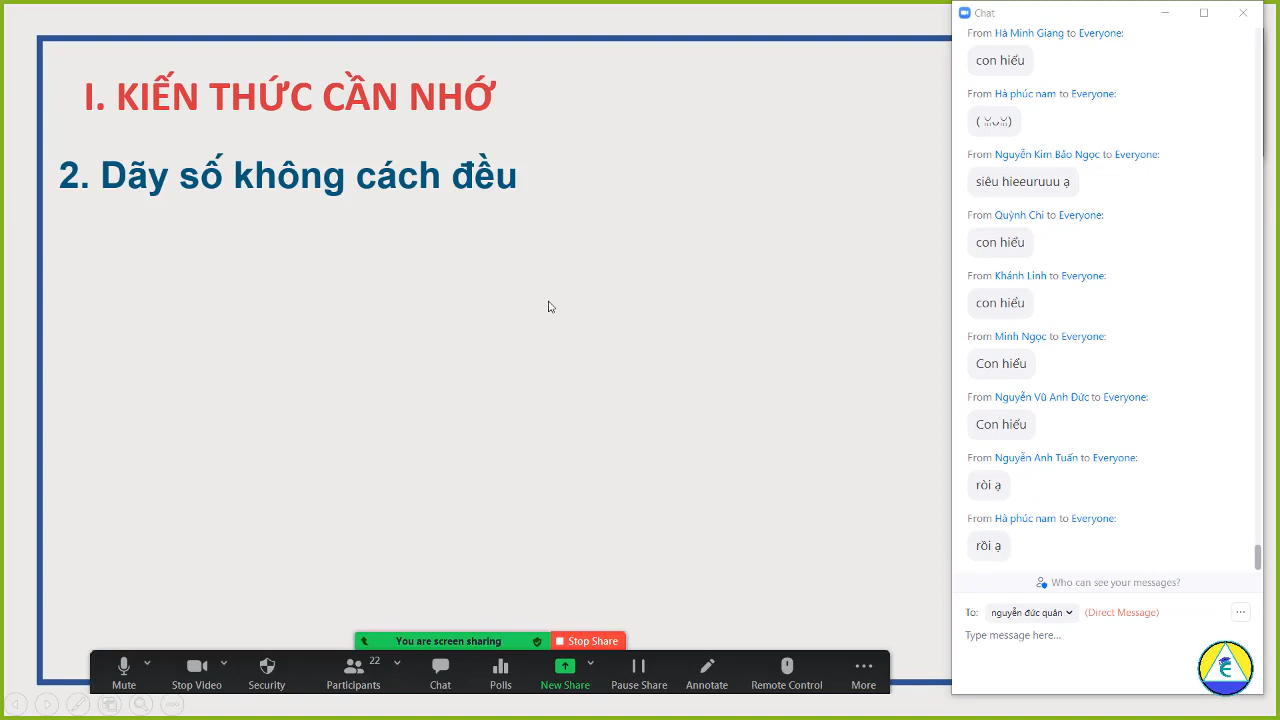 I. KIẾN THỨC CẦN NHỚ
2. Dãy số không cách đều
You are screen sharing
Stop Share
Mute
Stop Video
Security
22
Participants
Chat
Polls
New Share
Pause Share
Annotate
Remote Control
More
Chat
From Hà Minh Giang to Everyone:
con hiểu
From Hà phúc nam to Everyone:
From Nguyễn Kim Bảo Ngọc to Everyone:
siêu hieeuruuu ạ
From Quỳnh Chi to Everyone:
con hiểu
From Khánh Linh to Everyone:
con hiểu
From Minh Ngọc to Everyone:
Con hiểu
From Nguyễn Vũ Anh Đức to Everyone:
Con hiểu
From Nguyễn Anh Tuấn to Everyone:
ròi ạ
From Hà phúc nam to Everyone:
rồi ạ
Who can see your messages?
To: nguyễn đức quân (Direct Message)
Type message here...